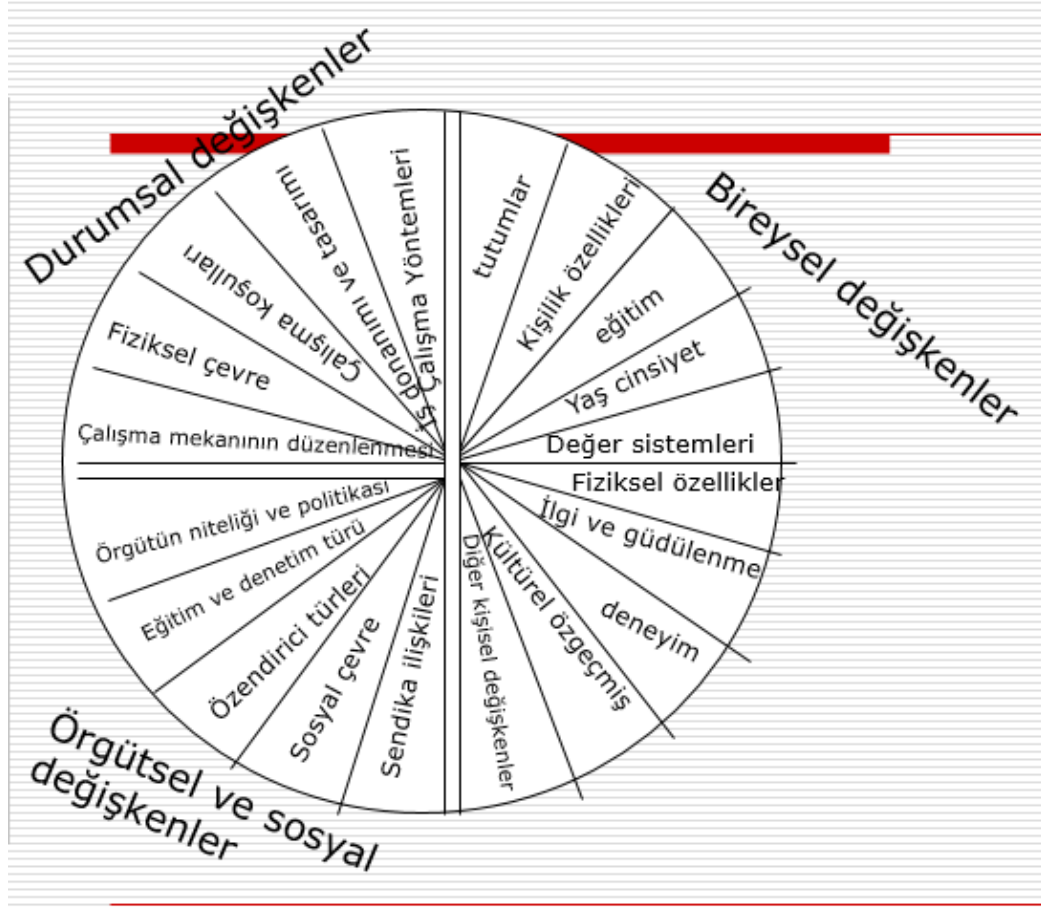 Durumsal değişkenler
Çalışma Yöntemleri
İş donanımı ve tasarımı
Çalışma koşulları
Fiziksel çevre
Çalışma mekanının düzenlenmesi
Bireysel değişkenler
tutumlar
Kişilik özellikleri
eğitim
Yaş cinsiyet
Değer sistemleri
Fiziksel özellikler
İlgi ve güdülenme
deneyim
Kültürel özgeçmiş
Diğer kişisel değişkenler
Örgütsel ve sosyal
değişkenler
Örgütün niteliği ve politikası
Eğitim ve denetim türü
Özendirici türleri
Sosyal çevre
Sendika ilişkileri